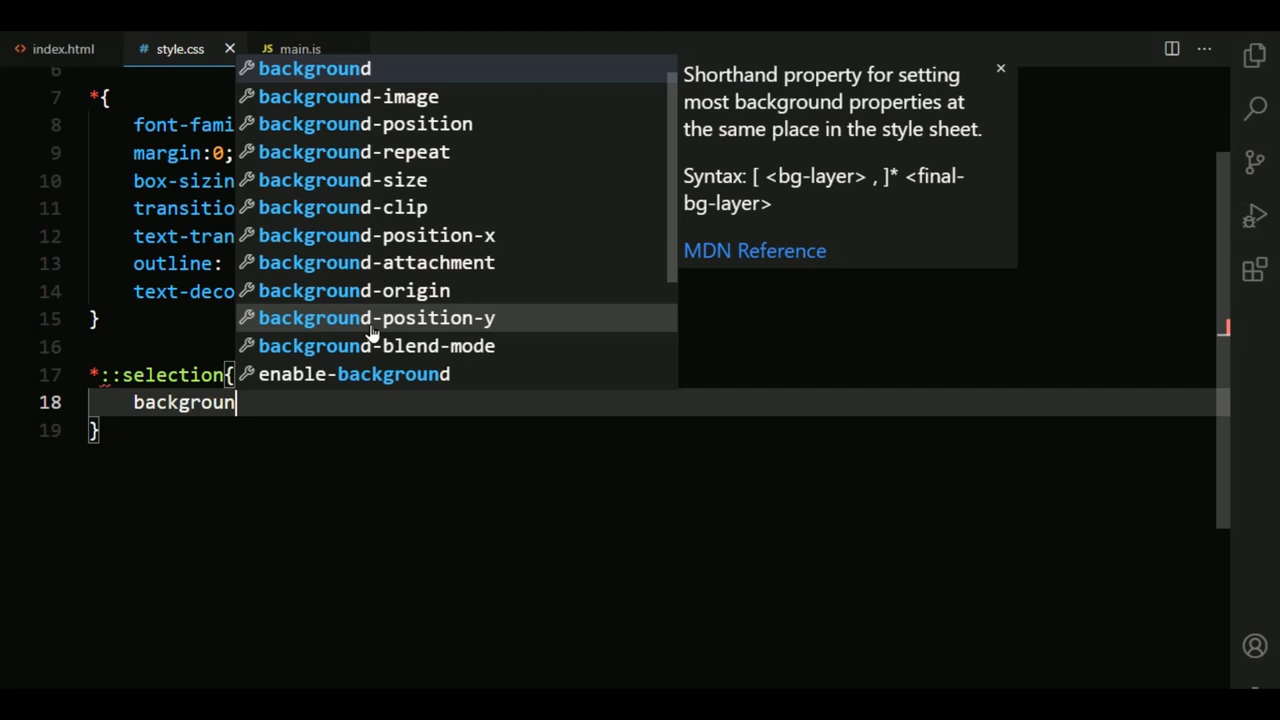 index.html
# style.css
JS main.js
6
7 *{
8 font-fami
9 margin:0;
10 box-sizin
11 transitio
12 text-tran
13 outline:
14 text-deco
15 }
16
17 *::selection{
18 backgroun
19 }
background
background-image
background-position
background-repeat
background-size
background-clip
background-position-x
background-attachment
background-origin
background-position-y
background-blend-mode
enable-background
Shorthand property for setting
most background properties at
the same place in the style sheet.
Syntax: [ <bg-layer> , ]* <final-
bg-layer>
MDN Reference